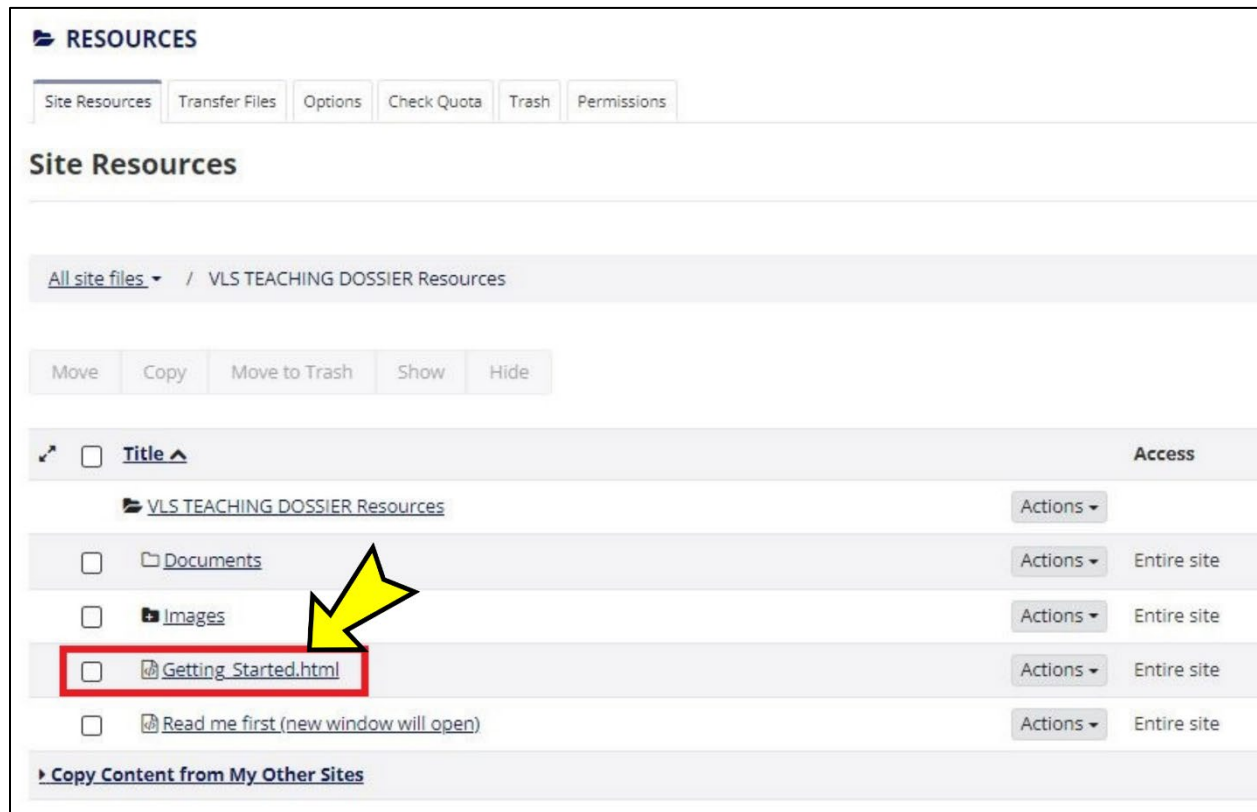 RESOURCES
Site Resources Transfer Files Options Check Quota Trash Permissions
Site Resources
All site files / VLS TEACHING DOSSIER Resources
Move Copy Move to Trash Show Hide
Title Access
VLS TEACHING DOSSIER Resources Actions
Documents Actions Entire site
Images Actions Entire site
Getting_Started.html Actions Entire site
Read me first (new window will open) Actions Entire site
Copy Content from My Other Sites